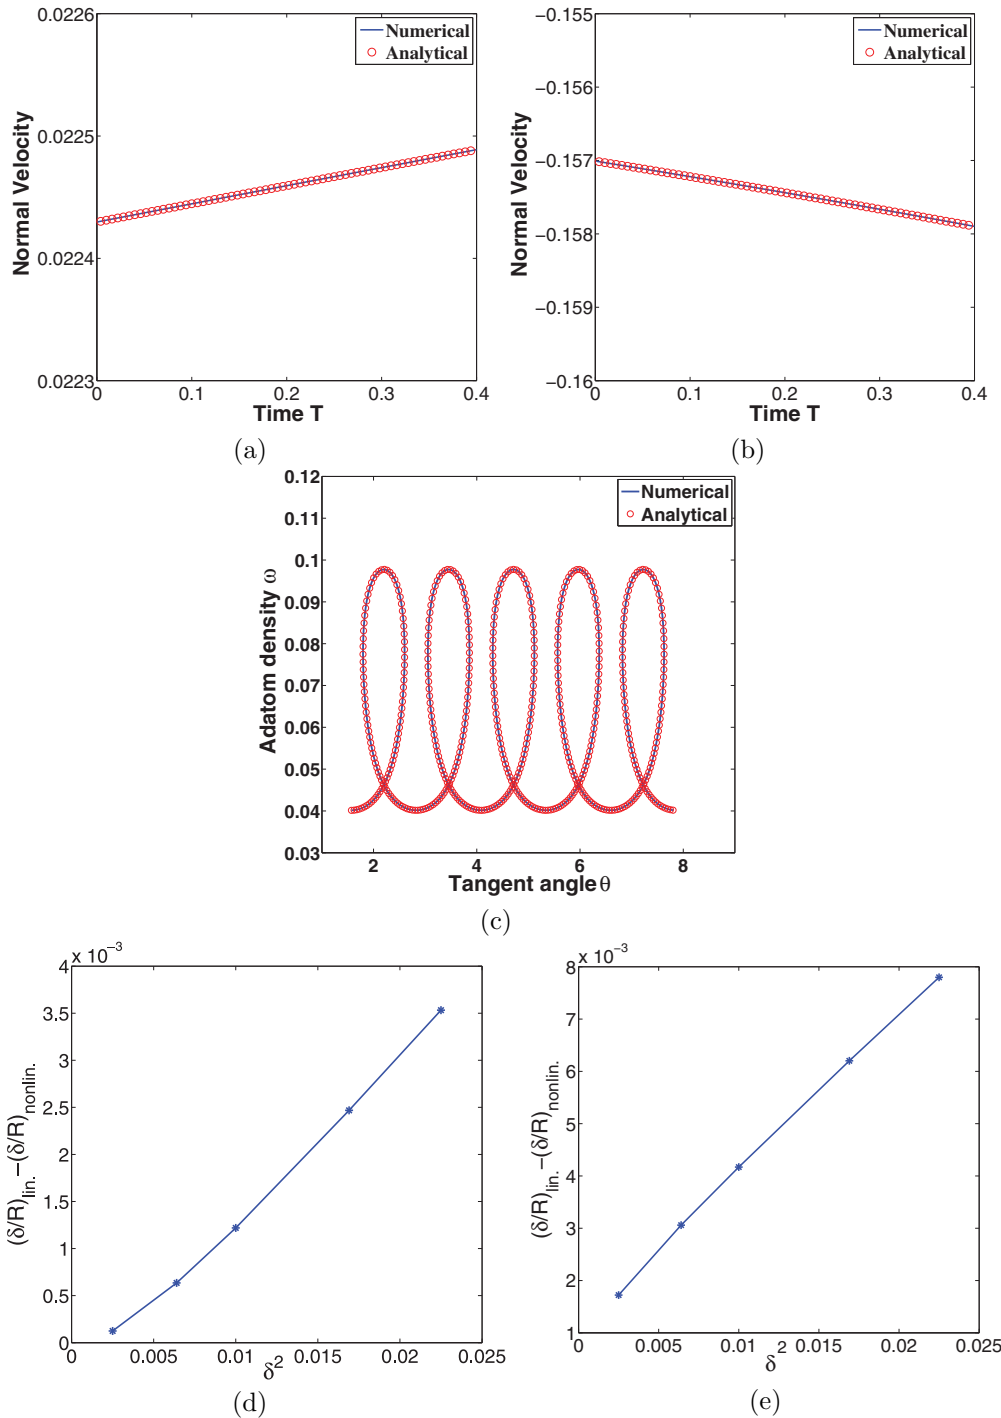 0.0226
0.0225
0.0224
0.0223
0
0.1
0.2
0.3
0.4
Normal Velocity
Time T
Numerical
Analytical
(a)
−0.155
−0.156
−0.157
−0.158
−0.159
−0.16
0
0.1
0.2
0.3
0.4
Normal Velocity
Time T
Numerical
Analytical
(b)
0.12
0.11
0.1
0.09
0.08
0.07
0.06
0.05
0.04
0.03
2
4
6
8
Adatom density ω
Tangent angle θ
Numerical
Analytical
(c)
x 10⁻³
4
3.5
3
2.5
2
1.5
1
0.5
0
0
0.005
0.01
0.015
0.02
0.025
(δ/R)lin.−(δ/R)nonlin.
δ²
(d)
x 10⁻³
8
7
6
5
4
3
2
1
0
0.005
0.01
0.015
0.02
0.025
(δ/R)lin.−(δ/R)nonlin.
δ²
(e)